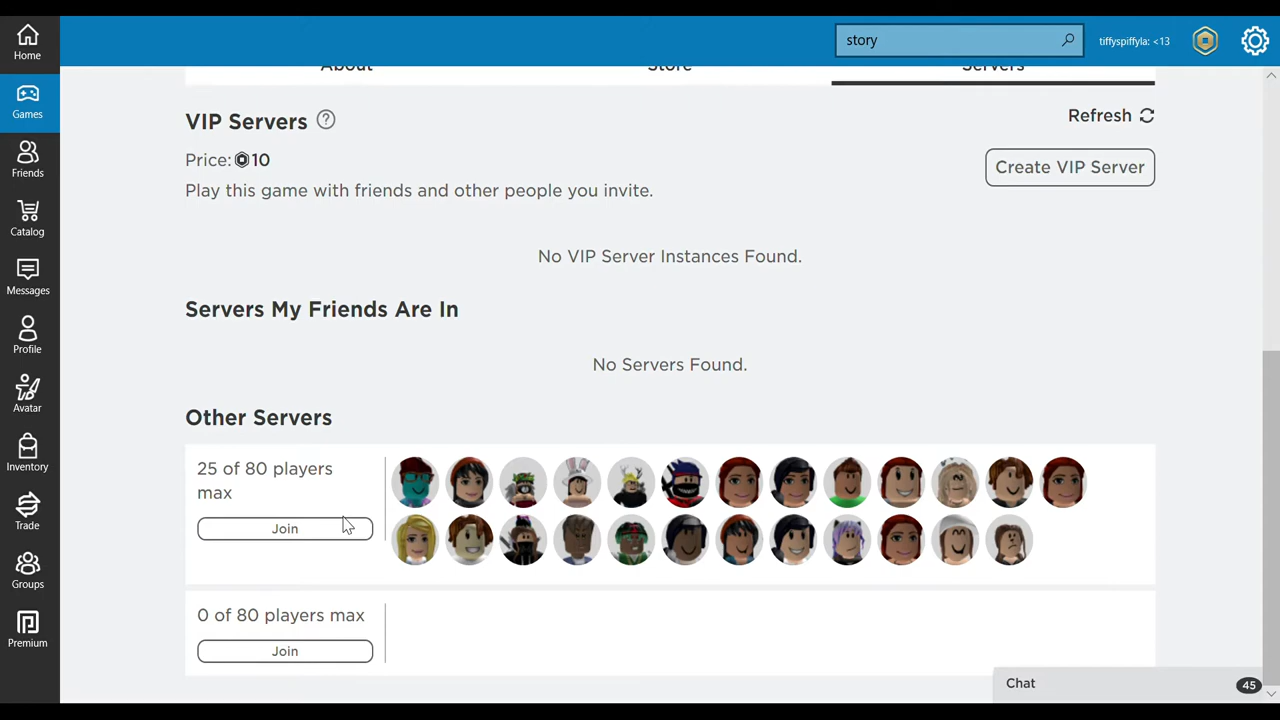 Home
Games
Friends
Catalog
Messages
Profile
Avatar
Inventory
Trade
Groups
Premium
story
tiffyspiffyla: <13
About
Store
Servers
VIP Servers
Refresh
Price: 10
Create VIP Server
Play this game with friends and other people you invite.
No VIP Server Instances Found.
Servers My Friends Are In
No Servers Found.
Other Servers
25 of 80 players
max
Join
0 of 80 players max
Join
Chat
45